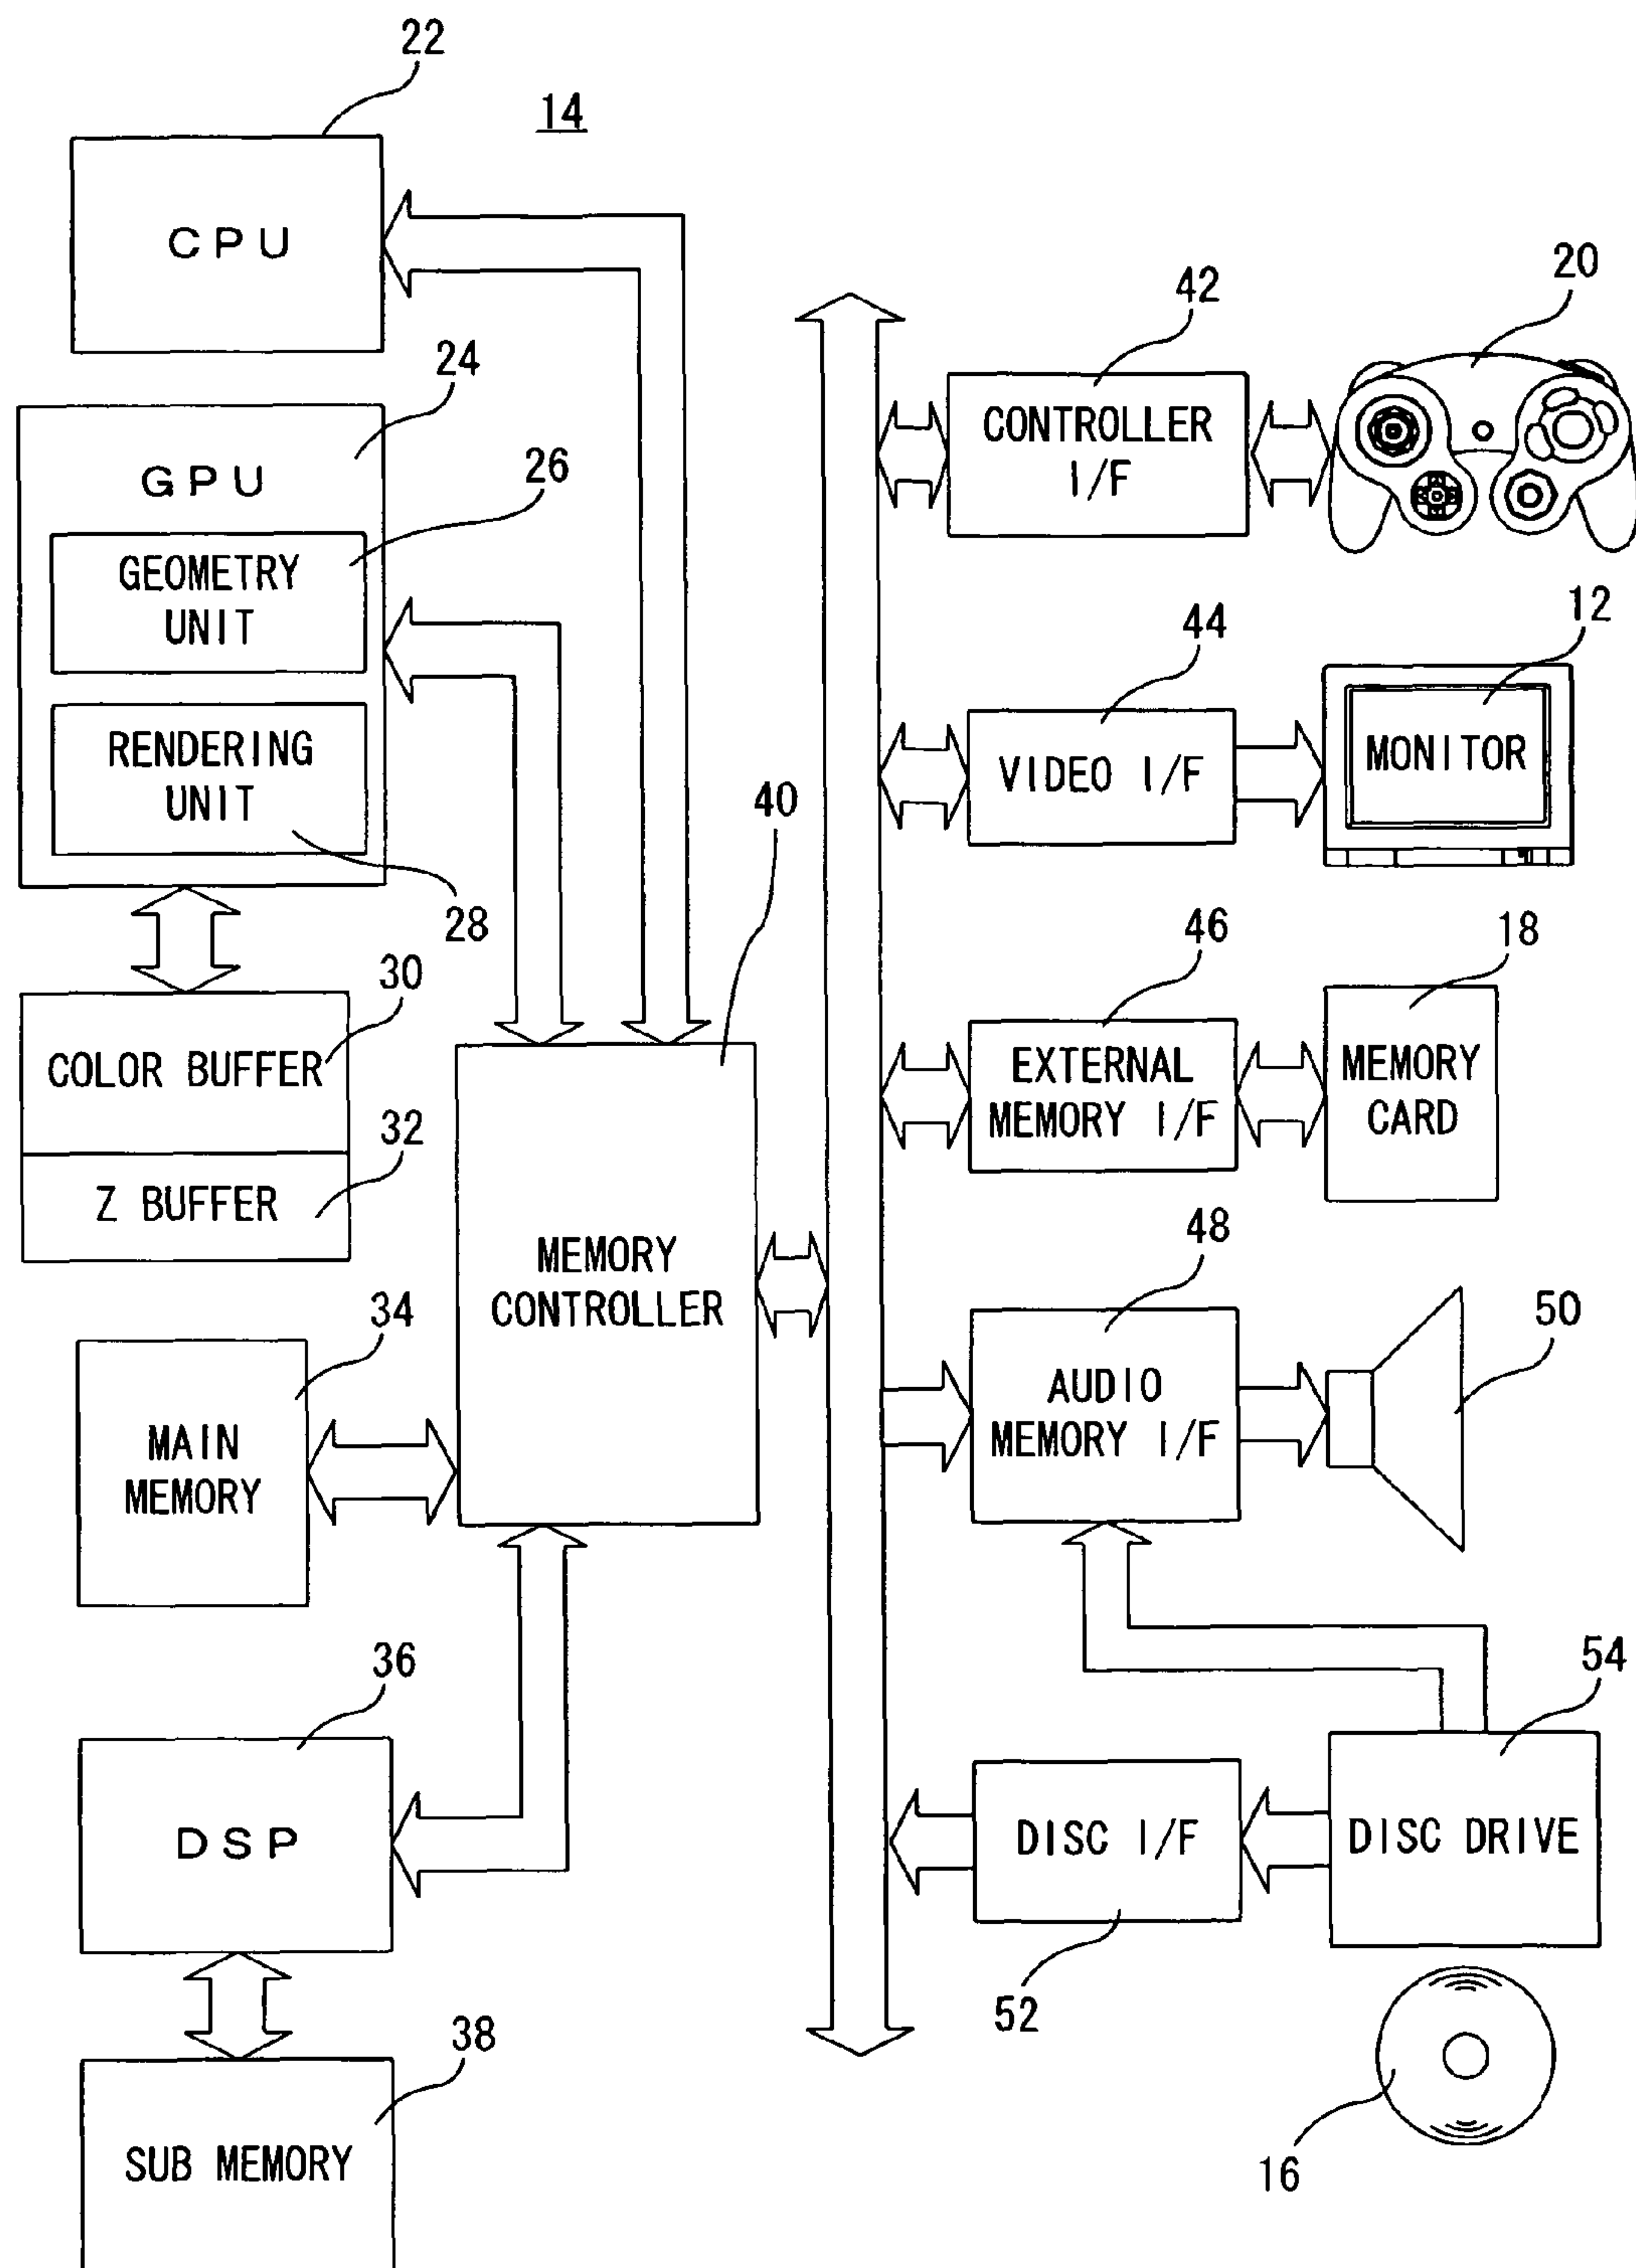 22
14
CPU
24
GPU
26
GEOMETRY
UNIT
RENDERING
UNIT
28
30
COLOR BUFFER
32
Z BUFFER
34
MAIN
MEMORY
36
DSP
38
SUB MEMORY
40
MEMORY
CONTROLLER
42
CONTROLLER
I/F
20
44
VIDEO I/F
12
MONITOR
46
EXTERNAL
MEMORY I/F
18
MEMORY
CARD
48
AUDIO
MEMORY I/F
50
54
DISC I/F
DISC DRIVE
52
16